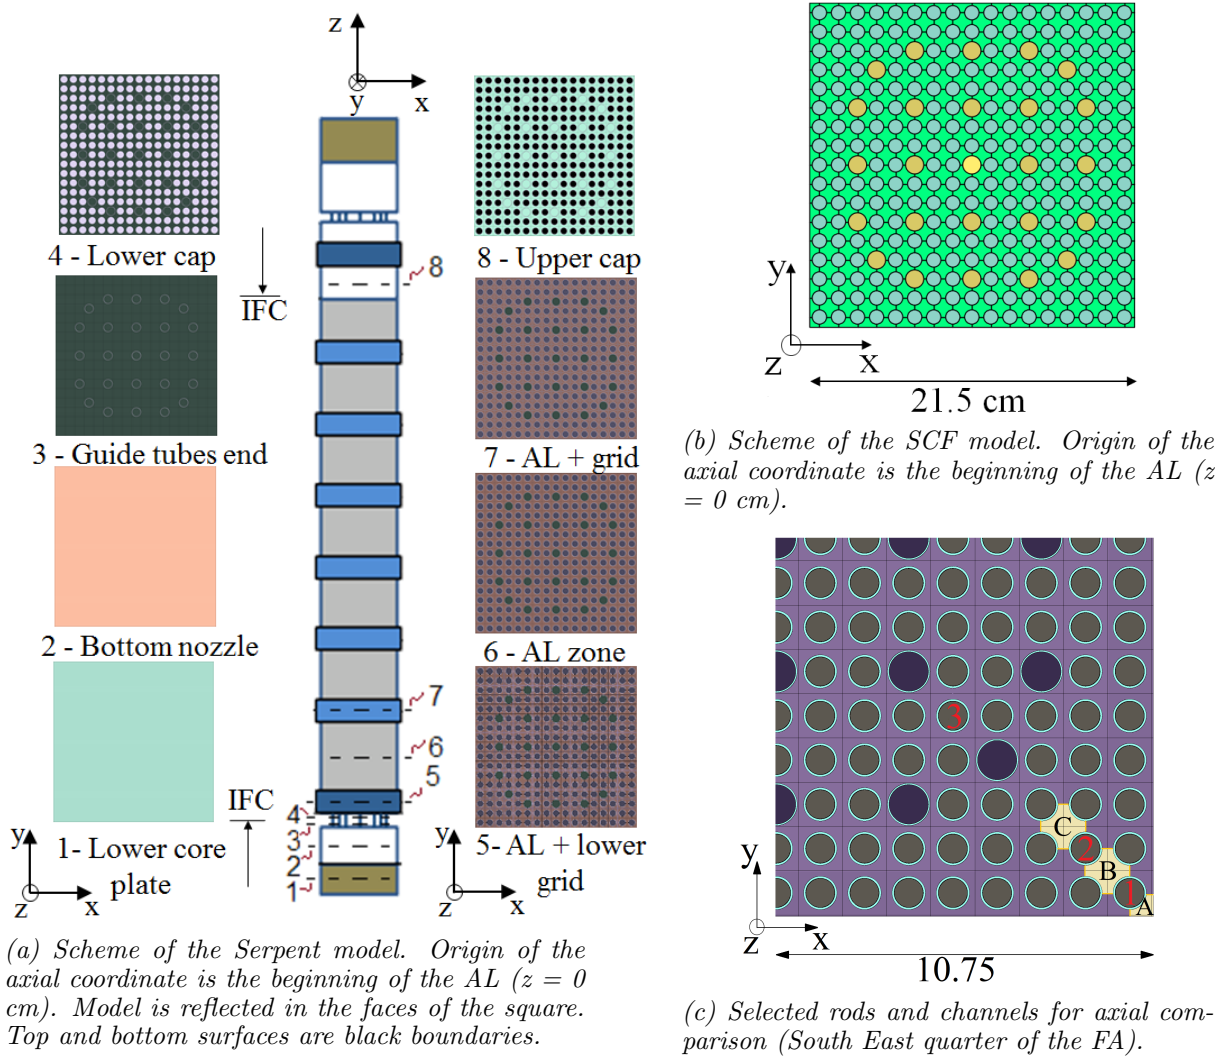 z
x
y
4 - Lower cap
3 - Guide tubes end
2 - Bottom nozzle
1- Lower core
plate
y
z
x
IFC
IFC
8
7
6
5
4
3
2
1
8 - Upper cap
7 - AL + grid
6 - AL zone
5- AL + lower
grid
y
z
x
(a) Scheme of the Serpent model. Origin of the
axial coordinate is the beginning of the AL (z = 0
cm). Model is reflected in the faces of the square.
Top and bottom surfaces are black boundaries.
y
z
x
21.5 cm
(b) Scheme of the SCF model. Origin of the
axial coordinate is the beginning of the AL (z
= 0 cm).
3
C
2
B
1
A
y
z
x
10.75
(c) Selected rods and channels for axial com-
parison (South East quarter of the FA).